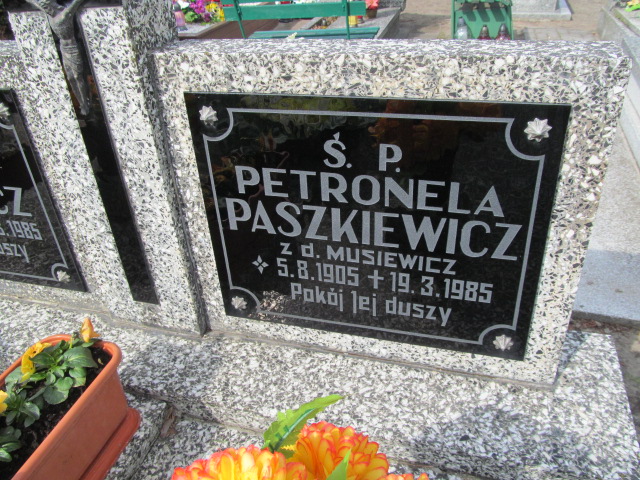 Ś. P.
PETRONELA
PASZKIEWICZ
z d. MUSIEWICZ
5.8.1905 + 19.3.1985
Pokój Jej duszy